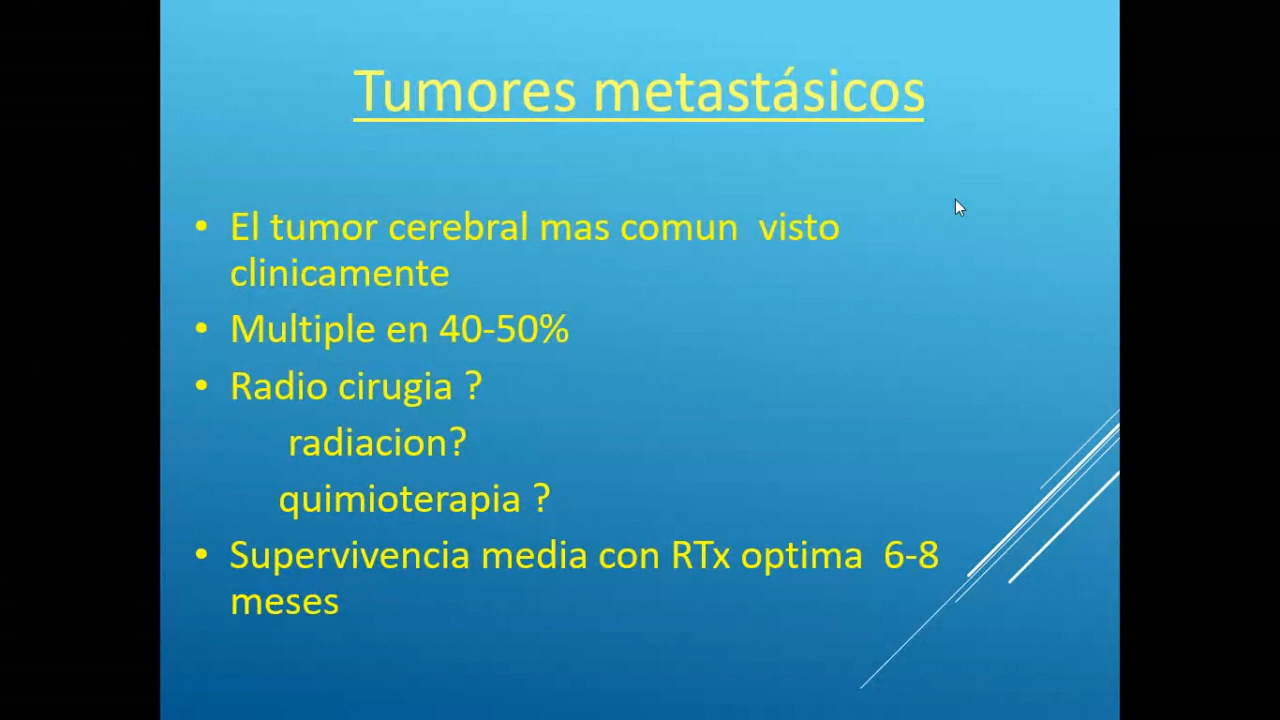 Tumores metastásicos
• El tumor cerebral mas comun  visto
clinicamente
• Multiple en 40-50%
• Radio cirugia ?
radiacion?
quimioterapia ?
• Supervivencia media con RTx optima  6-8
meses